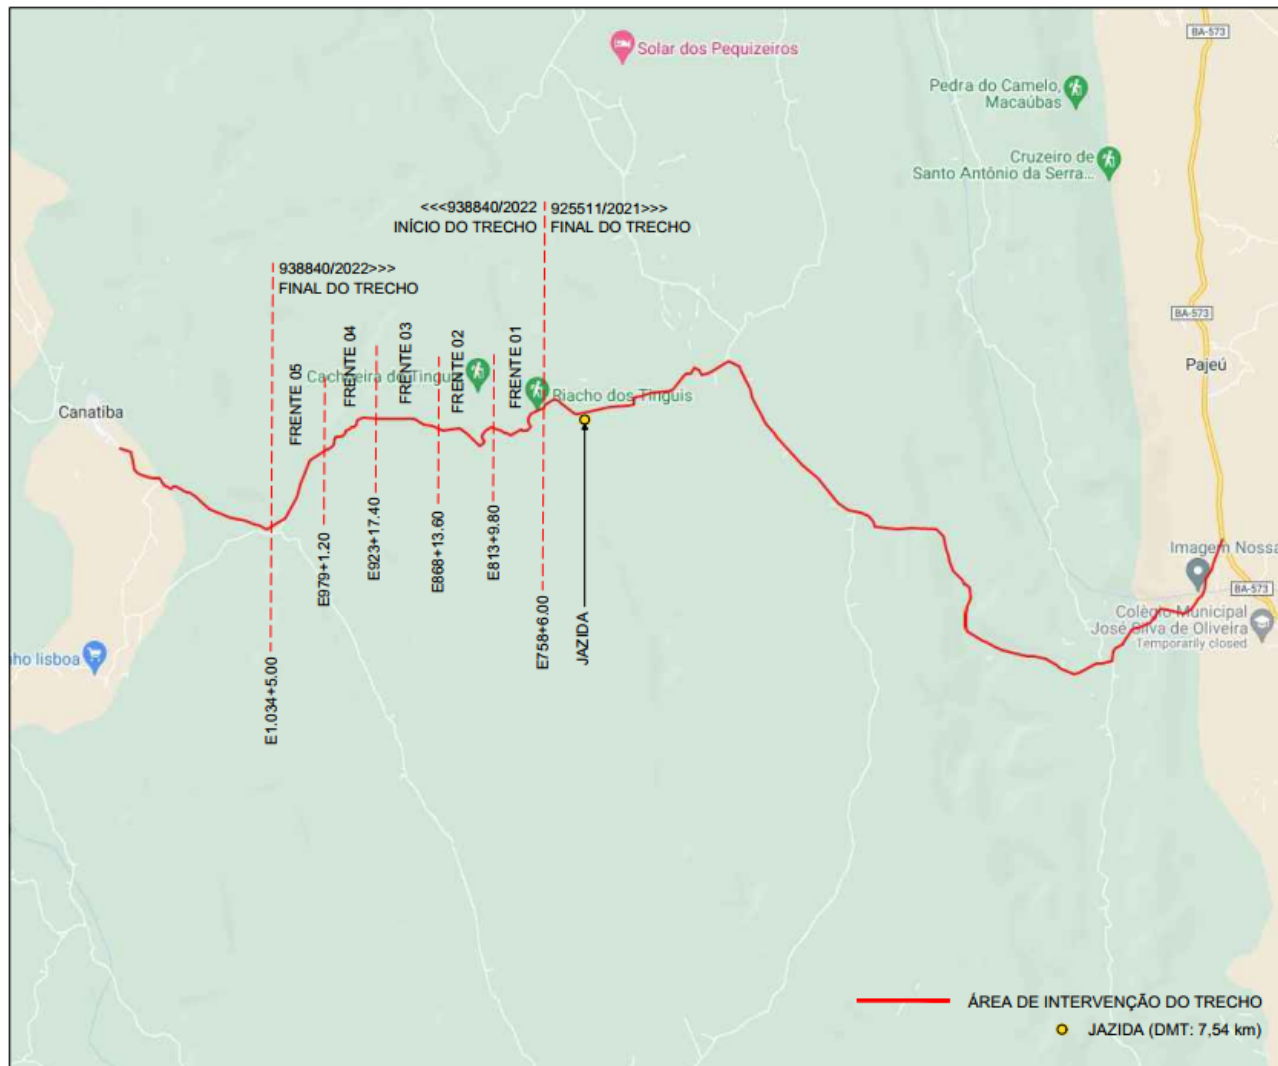 BA-573
Solar dos Pequizeiros
Pedra do Camelo,
Macaúbas
Cruzeiro de
Santo Antônio da Serra...
<<<938840/2022
INÍCIO DO TRECHO
925511/2021>>>
FINAL DO TRECHO
938840/2022>>>
FINAL DO TRECHO
BA-573
Pajeú
FRENTE 05
FRENTE 04
FRENTE 03
FRENTE 02
FRENTE 01
Cachoeira do Tinguis
Riacho dos Tinguis
Canatiba
E1.034+5.00
E979+1.20
E923+17.40
E868+13.60
E813+9.80
E758+6.00
JAZIDA
Imagem Nossa
BA-573
Colégio Municipal
José Silva de Oliveira
Temporarily closed
nho lisboa
ÁREA DE INTERVENÇÃO DO TRECHO
JAZIDA (DMT: 7,54 km)